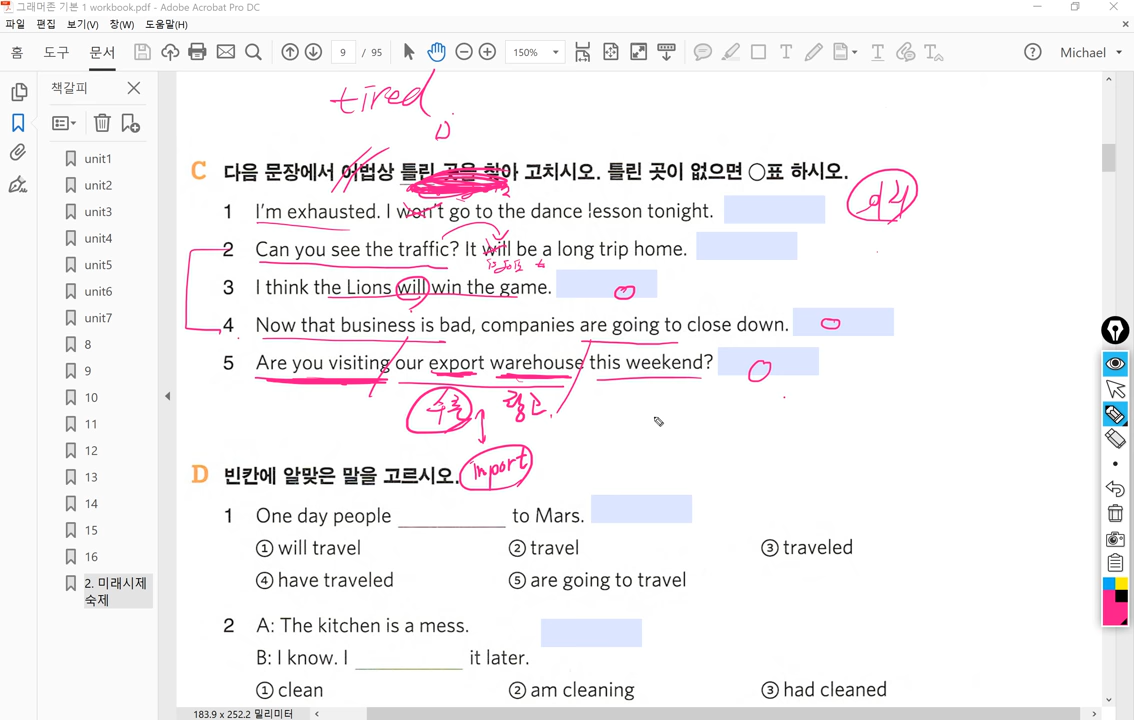 그래머존 기본 1 workbook.pdf - Adobe Acrobat Pro DC
파일 편집 보기(V) 창(W) 도움말(H)
홈 도구 문서 9 / 95 150% Michael
책갈피
unit1
unit2
unit3
unit4
unit5
unit6
unit7
8
9
10
11
12
13
14
15
16
2. 미래시제 숙제
tired
C 다음 문장에서 어법상 틀린 곳을 찾아 고치시오. 틀린 곳이 없으면 ○표 하시오.
1 I'm exhausted. I won't go to the dance lesson tonight.
2 Can you see the traffic? It will be a long trip home.
3 I think the Lions will win the game.
4 Now that business is bad, companies are going to close down.
5 Are you visiting our export warehouse this weekend?
수출 창고
import
D 빈칸에 알맞은 말을 고르시오.
1 One day people ____________ to Mars.
① will travel ② travel ③ traveled
④ have traveled ⑤ are going to travel
2 A: The kitchen is a mess.
B: I know. I ____________ it later.
① clean ② am cleaning ③ had cleaned
183.9 x 252.2 밀리미터